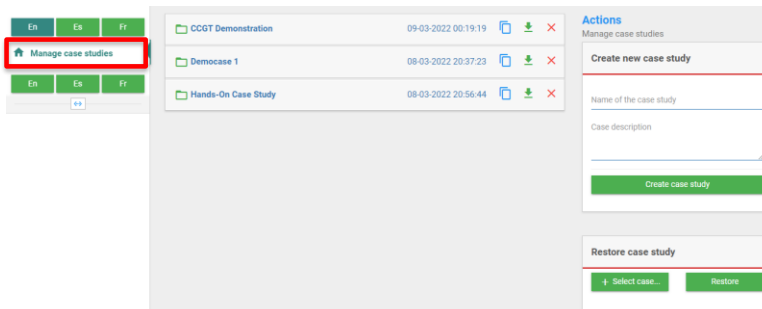 En Es Fr
Manage case studies
En Es Fr
CCGT Demonstration 09-03-2022 00:19:19
Democase 1 08-03-2022 20:37:23
Hands-On Case Study 08-03-2022 20:56:44
Actions
Manage case studies
Create new case study
Name of the case study
Case description
Create case study
Restore case study
+ Select case... Restore